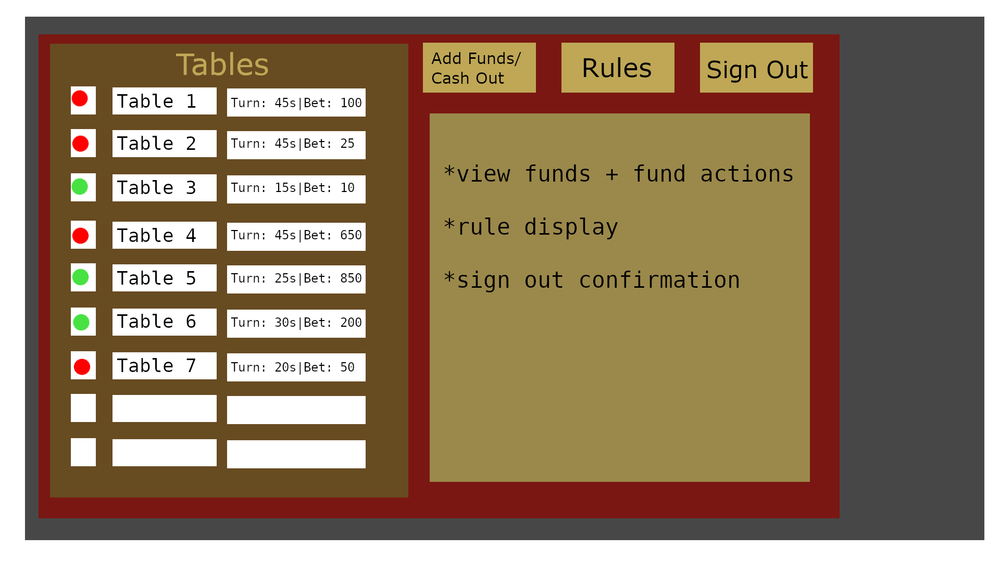 Tables
Table 1 Turn: 45s|Bet: 100
Table 2 Turn: 45s|Bet: 25
Table 3 Turn: 15s|Bet: 10
Table 4 Turn: 45s|Bet: 650
Table 5 Turn: 25s|Bet: 850
Table 6 Turn: 30s|Bet: 200
Table 7 Turn: 20s|Bet: 50
Add Funds/
Cash Out
Rules
Sign Out
*view funds + fund actions
*rule display
*sign out confirmation